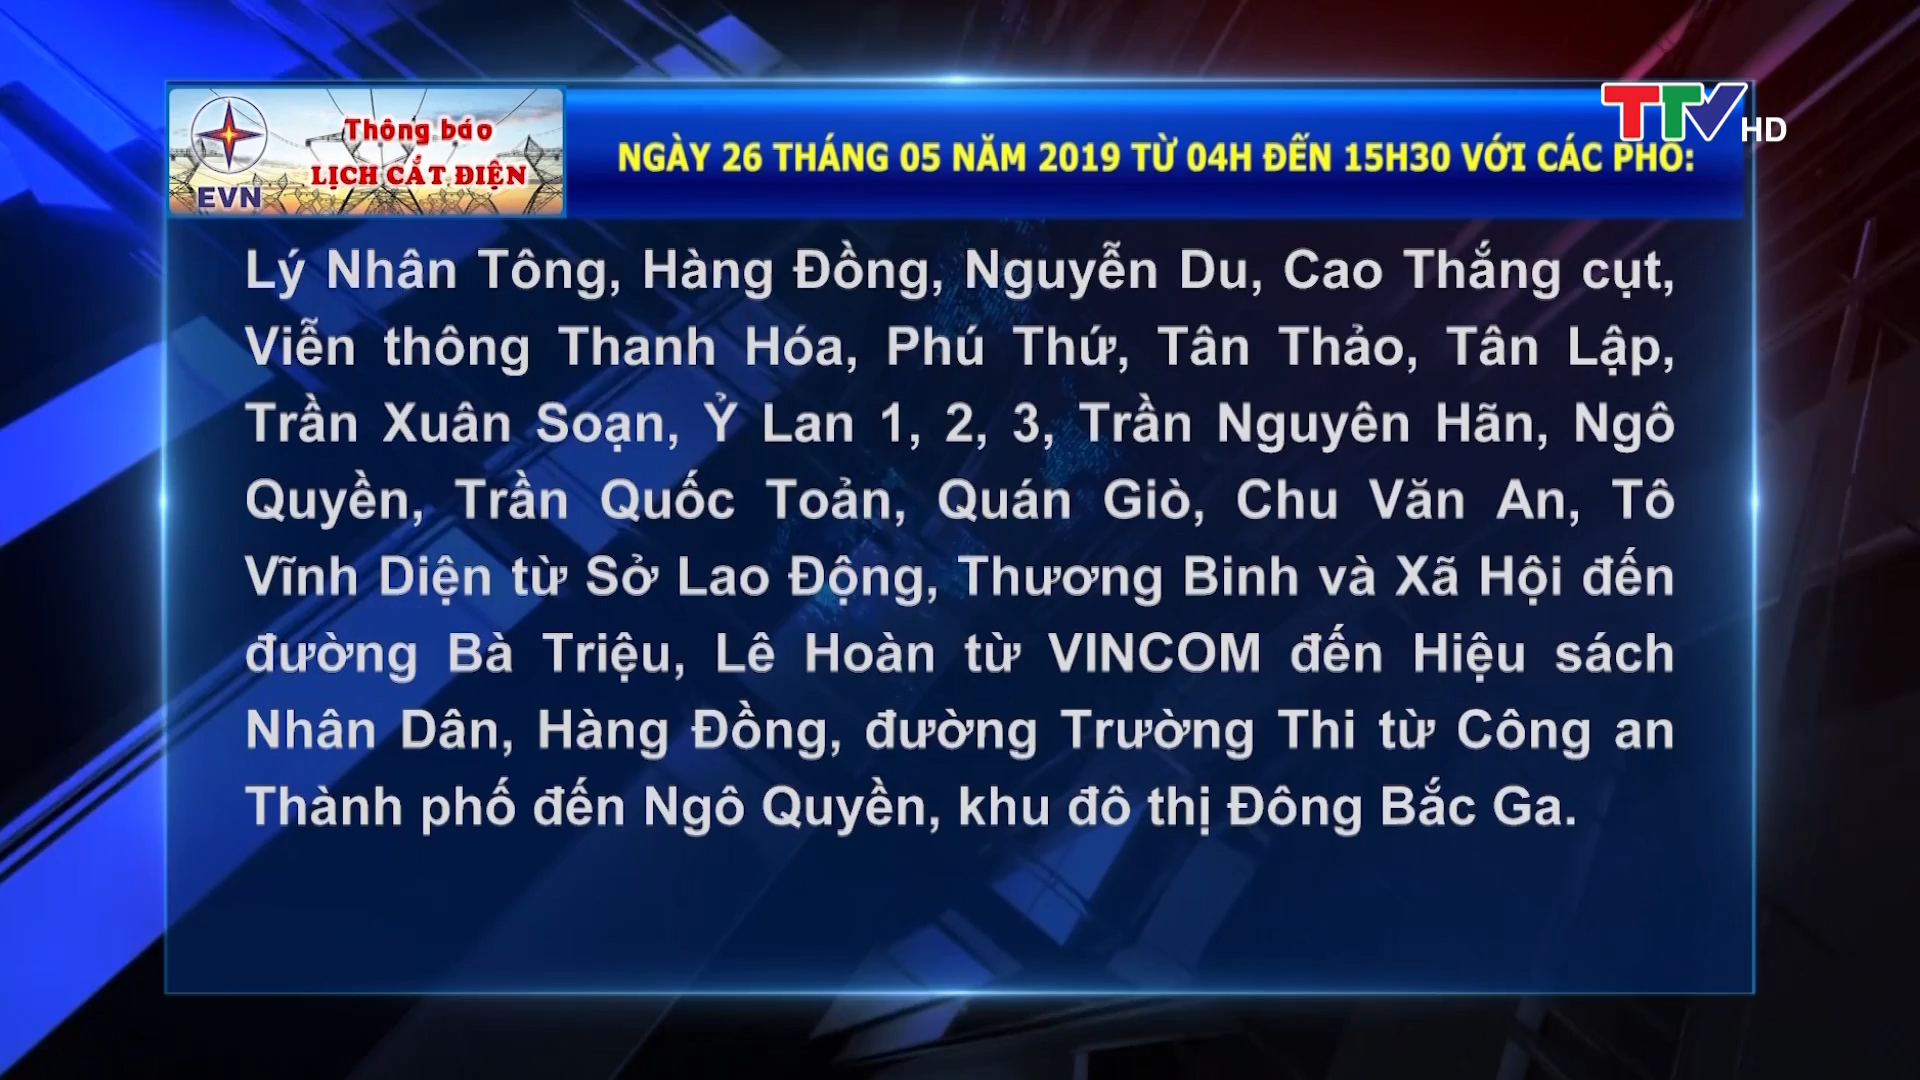 TTV HD
Thông báo
LỊCH CẮT ĐIỆN
EVN
NGÀY 26 THÁNG 05 NĂM 2019 TỪ 04H ĐẾN 15H30 VỚI CÁC PHỐ:
Lý Nhân Tông, Hàng Đồng, Nguyễn Du, Cao Thắng cụt,
Viễn thông Thanh Hóa, Phú Thứ, Tân Thảo, Tân Lập,
Trần Xuân Soạn, Ỷ Lan 1, 2, 3, Trần Nguyên Hãn, Ngô
Quyền, Trần Quốc Toản, Quán Giò, Chu Văn An, Tô
Vĩnh Diện từ Sở Lao Động, Thương Binh và Xã Hội đến
đường Bà Triệu, Lê Hoàn từ VINCOM đến Hiệu sách
Nhân Dân, Hàng Đồng, đường Trường Thi từ Công an
Thành phố đến Ngô Quyền, khu đô thị Đông Bắc Ga.